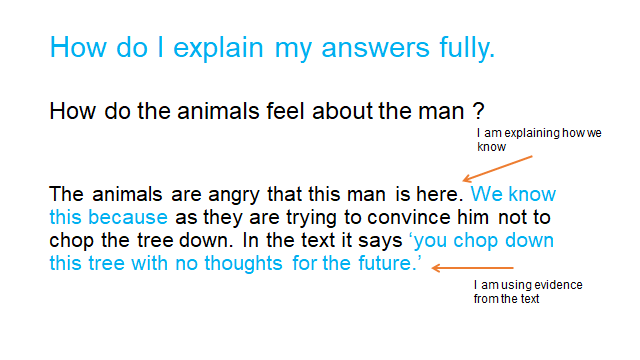 How do I explain my answers fully.
How do the animals feel about the man ?
I am explaining how we
know
The animals are angry that this man is here. We know
this because as they are trying to convince him not to
chop the tree down. In the text it says ‘you chop down
this tree with no thoughts for the future.’
I am using evidence
from the text